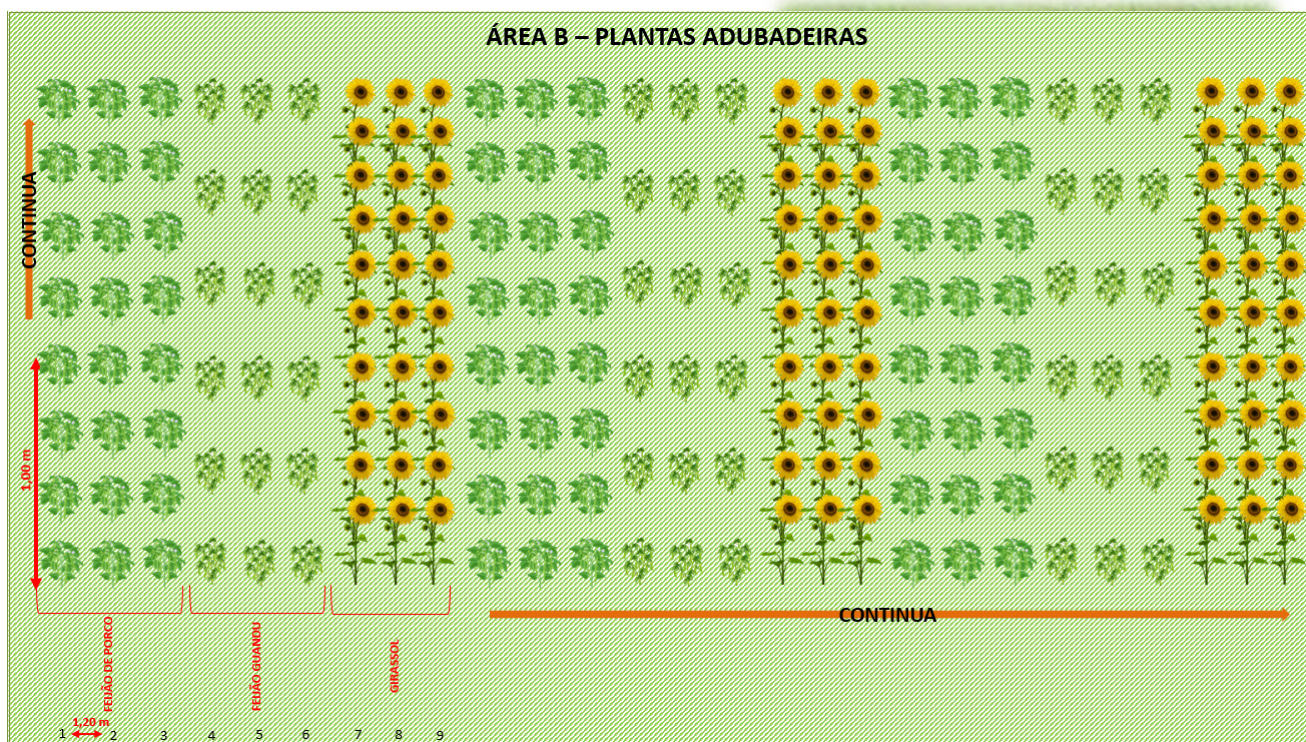 ÁREA B – PLANTAS ADUBADEIRAS
CONTINUA
1,00 m
CONTINUA
FEIJÃO DE PORCO
FEIJÃO GUANDU
GIRASSOL
1,20 m
1 2 3 4 5 6 7 8 9